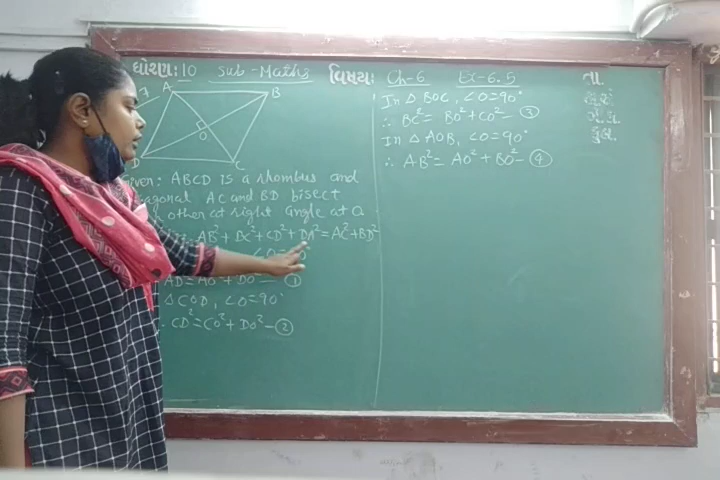 ધોરણ: 10 Sub-Maths વિષય: Ch-6 Ex-6.5 તા
7 A B
O
D C
Given: ABCD is a rhombus and
diagonal AC and BD bisect
other at right angle at O.
AB² + BC² + CD² + DA² = AC² + BD²
AD² = AO² + DO² — ①
Δ COD, ∠O = 90°
∴ CD² = CO² + DO² — ②
In Δ BOC, ∠O = 90°
∴ BC² = BO² + CO² — ③
In Δ AOB, ∠O = 90°
∴ AB² = AO² + BO² — ④
કુલ.